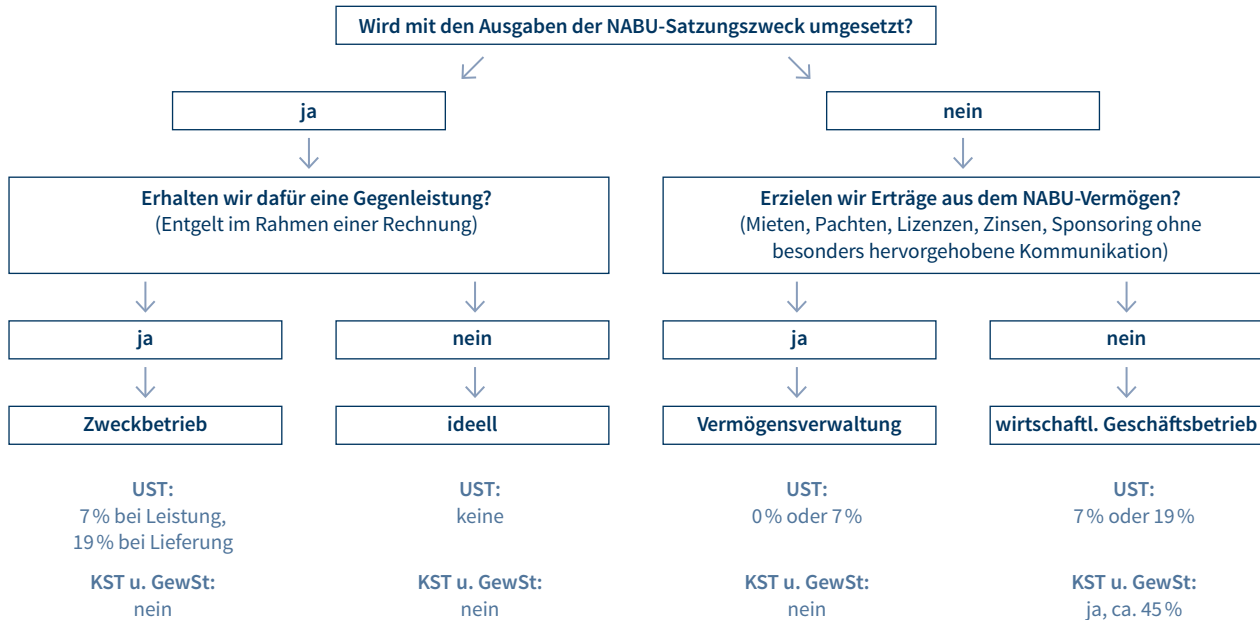 Wird mit den Ausgaben der NABU-Satzungszweck umgesetzt?
ja
nein
Erhalten wir dafür eine Gegenleistung?
(Entgelt im Rahmen einer Rechnung)
Erzielen wir Erträge aus dem NABU-Vermögen?
(Mieten, Pachten, Lizenzen, Zinsen, Sponsoring ohne
besonders hervorgehobene Kommunikation)
ja
nein
ja
nein
Zweckbetrieb
ideell
Vermögensverwaltung
wirtschaftl. Geschäftsbetrieb
UST:
7 % bei Leistung,
19 % bei Lieferung
UST:
keine
UST:
0 % oder 7 %
UST:
7 % oder 19 %
KST u. GewSt:
nein
KST u. GewSt:
nein
KST u. GewSt:
nein
KST u. GewSt:
ja, ca. 45 %